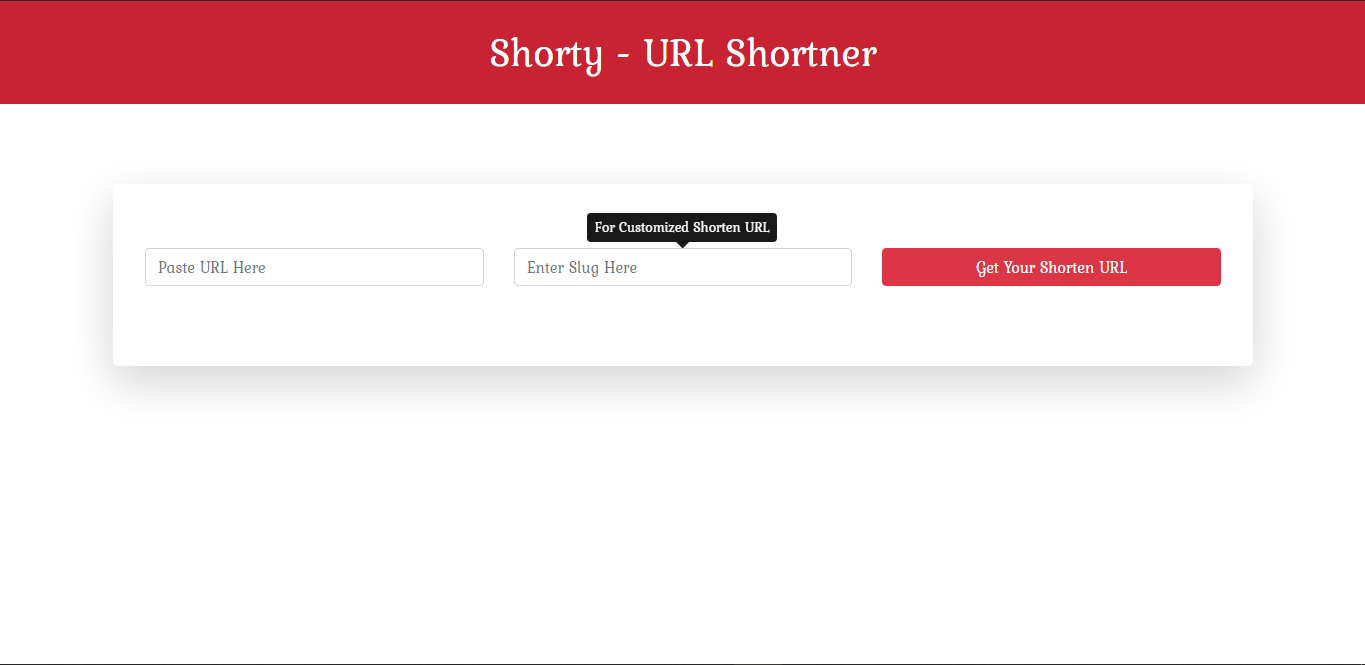 Shorty - URL Shortner
For Customized Shorten URL
Paste URL Here
Enter Slug Here
Get Your Shorten URL